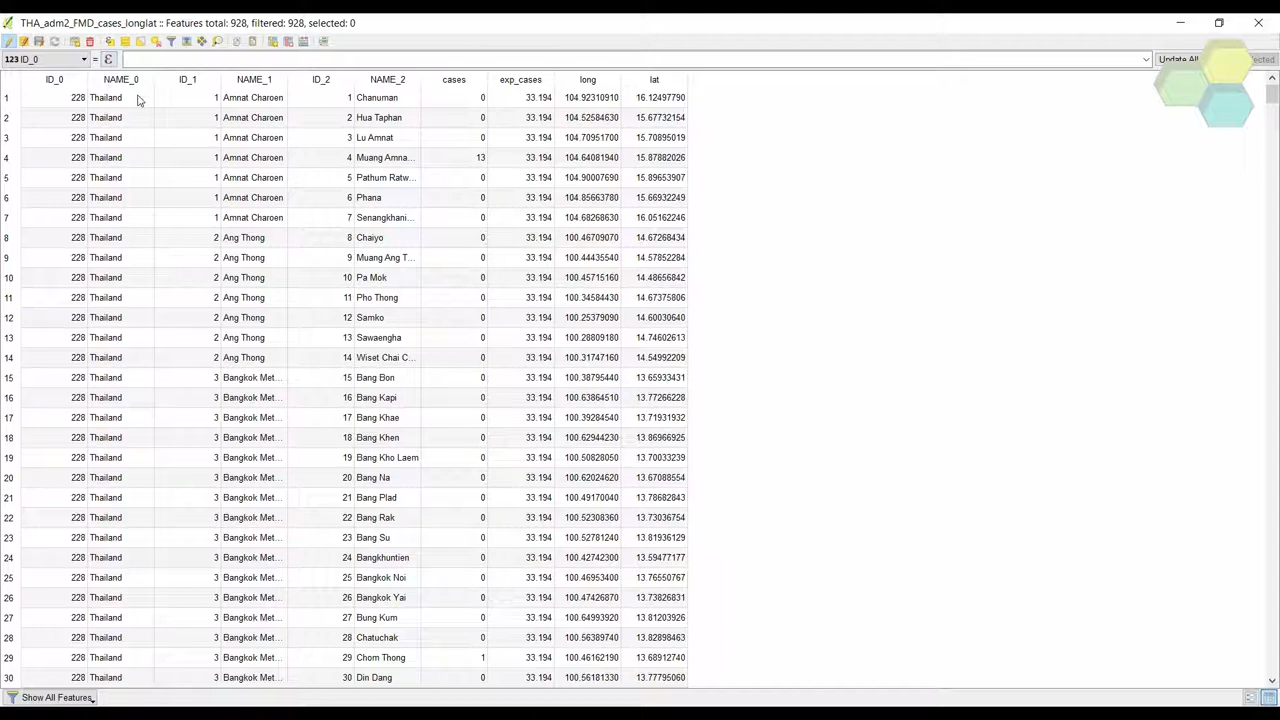 THA_adm2_FMD_cases_longlat :: Features total: 928, filtered: 928, selected: 0
123 ID_0 = ε Update All
ID_0 NAME_0 ID_1 NAME_1 ID_2 NAME_2 cases exp_cases long lat
1 228 Thailand 1 Amnat Charoen 1 Chanuman 0 33.194 104.92310910 16.12497790
2 228 Thailand 1 Amnat Charoen 2 Hua Taphan 0 33.194 104.52584630 15.67732154
3 228 Thailand 1 Amnat Charoen 3 Lu Amnat 0 33.194 104.70951700 15.70895019
4 228 Thailand 1 Amnat Charoen 4 Muang Amna... 13 33.194 104.64081940 15.87882026
5 228 Thailand 1 Amnat Charoen 5 Pathum Ratw... 0 33.194 104.90007690 15.89653907
6 228 Thailand 1 Amnat Charoen 6 Phana 0 33.194 104.85663780 15.66932249
7 228 Thailand 1 Amnat Charoen 7 Senangkhani... 0 33.194 104.68268630 16.05162246
8 228 Thailand 2 Ang Thong 8 Chaiyo 0 33.194 100.46709070 14.67268434
9 228 Thailand 2 Ang Thong 9 Muang Ang T... 0 33.194 100.44435540 14.57852284
10 228 Thailand 2 Ang Thong 10 Pa Mok 0 33.194 100.45715160 14.48656842
11 228 Thailand 2 Ang Thong 11 Pho Thong 0 33.194 100.34584430 14.67375806
12 228 Thailand 2 Ang Thong 12 Samko 0 33.194 100.25379090 14.60030640
13 228 Thailand 2 Ang Thong 13 Sawaengha 0 33.194 100.28809180 14.74602613
14 228 Thailand 2 Ang Thong 14 Wiset Chai C... 0 33.194 100.31747160 14.54992209
15 228 Thailand 3 Bangkok Met... 15 Bang Bon 0 33.194 100.38795440 13.65933431
16 228 Thailand 3 Bangkok Met... 16 Bang Kapi 0 33.194 100.63864510 13.77266228
17 228 Thailand 3 Bangkok Met... 17 Bang Khae 0 33.194 100.39284540 13.71931932
18 228 Thailand 3 Bangkok Met... 18 Bang Khen 0 33.194 100.62944230 13.86966925
19 228 Thailand 3 Bangkok Met... 19 Bang Kho Laem 0 33.194 100.50828050 13.70033239
20 228 Thailand 3 Bangkok Met... 20 Bang Na 0 33.194 100.62024620 13.67088554
21 228 Thailand 3 Bangkok Met... 21 Bang Plad 0 33.194 100.49170040 13.78682843
22 228 Thailand 3 Bangkok Met... 22 Bang Rak 0 33.194 100.52308360 13.73036754
23 228 Thailand 3 Bangkok Met... 23 Bang Su 0 33.194 100.52781240 13.81936129
24 228 Thailand 3 Bangkok Met... 24 Bangkhuntien 0 33.194 100.42742300 13.59477177
25 228 Thailand 3 Bangkok Met... 25 Bangkok Noi 0 33.194 100.46953400 13.76550767
26 228 Thailand 3 Bangkok Met... 26 Bangkok Yai 0 33.194 100.47426870 13.73826831
27 228 Thailand 3 Bangkok Met... 27 Bung Kum 0 33.194 100.64993920 13.81203926
28 228 Thailand 3 Bangkok Met... 28 Chatuchak 0 33.194 100.56389740 13.82898463
29 228 Thailand 3 Bangkok Met... 29 Chom Thong 1 33.194 100.46162190 13.68912740
30 228 Thailand 3 Bangkok Met... 30 Din Dang 0 33.194 100.56181330 13.77795060
Show All Features